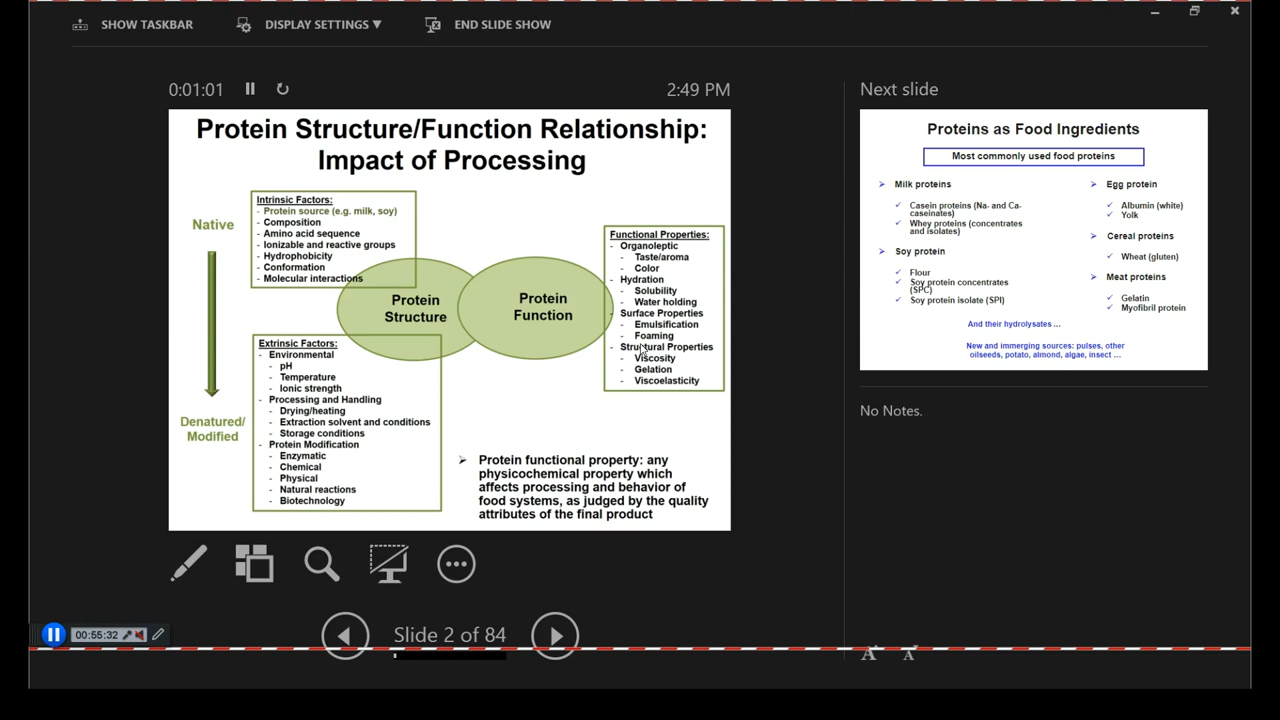 SHOW TASKBAR
DISPLAY SETTINGS ▼
END SLIDE SHOW
0:01:01
2:49 PM
Protein Structure/Function Relationship:
Impact of Processing
Native
Denatured/
Modified
Intrinsic Factors:
- Protein source (e.g. milk, soy)
- Composition
- Amino acid sequence
- Ionizable and reactive groups
- Hydrophobicity
- Conformation
- Molecular interactions
Protein
Structure
Protein
Function
Extrinsic Factors:
- Environmental
- pH
- Temperature
- Ionic strength
- Processing and Handling
- Drying/heating
- Extraction solvent and conditions
- Storage conditions
- Protein Modification
- Enzymatic
- Chemical
- Physical
- Natural reactions
- Biotechnology
Functional Properties:
- Organoleptic
- Taste/aroma
- Color
- Hydration
- Solubility
- Water holding
- Surface Properties
- Emulsification
- Foaming
- Structural Properties
- Viscosity
- Gelation
- Viscoelasticity
➢ Protein functional property: any
physicochemical property which
affects processing and behavior of
food systems, as judged by the quality
attributes of the final product
Slide 2 of 84
00:55:32
Next slide
Proteins as Food Ingredients
Most commonly used food proteins
➢ Milk proteins
✓ Casein proteins (Na- and Ca-
caseinates)
✓ Whey proteins (concentrates
and isolates)
➢ Soy protein
✓ Flour
✓ Soy protein concentrates
(SPC)
✓ Soy protein isolate (SPI)
➢ Egg protein
✓ Albumin (white)
✓ Yolk
➢ Cereal proteins
✓ Wheat (gluten)
➢ Meat proteins
✓ Gelatin
✓ Myofibril protein
And their hydrolysates ...
New and immerging sources: pulses, other
oilseeds, potato, almond, algae, insect ...
No Notes.
A A